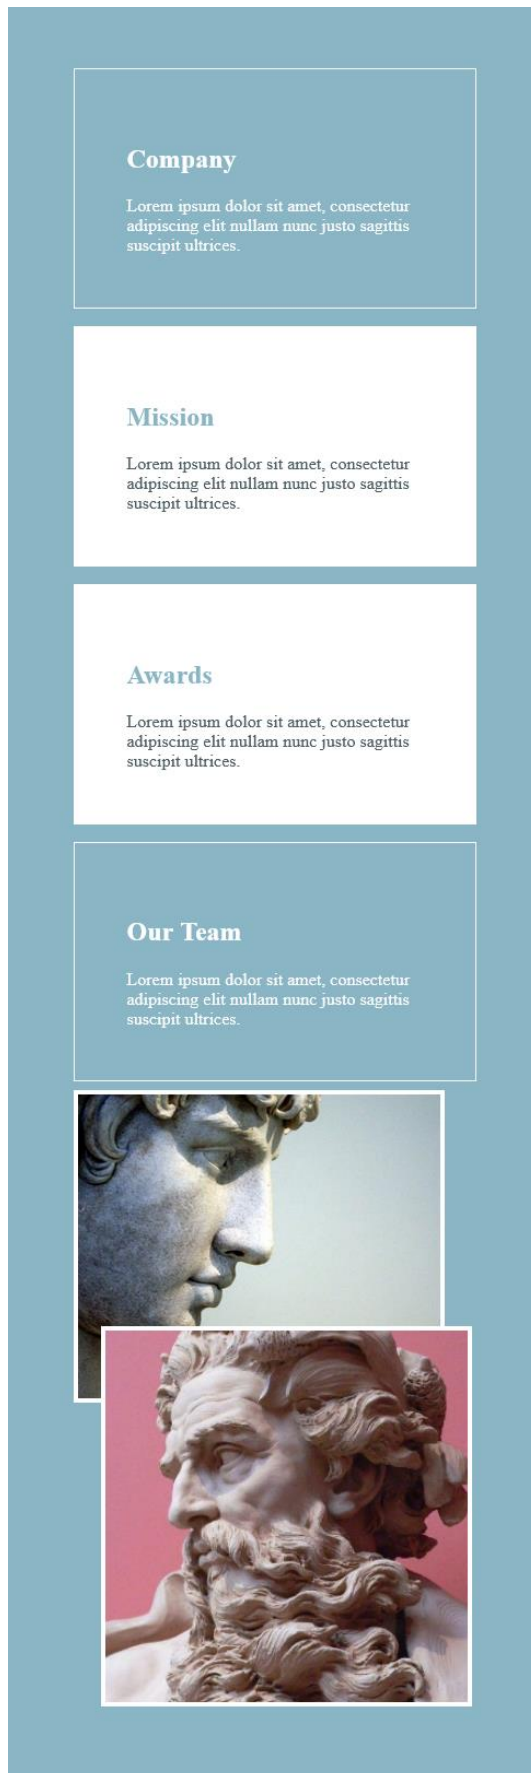 Company
Lorem ipsum dolor sit amet, consectetur
adipiscing elit nullam nunc justo sagittis
suscipit ultrices.
Mission
Lorem ipsum dolor sit amet, consectetur
adipiscing elit nullam nunc justo sagittis
suscipit ultrices.
Awards
Lorem ipsum dolor sit amet, consectetur
adipiscing elit nullam nunc justo sagittis
suscipit ultrices.
Our Team
Lorem ipsum dolor sit amet, consectetur
adipiscing elit nullam nunc justo sagittis
suscipit ultrices.